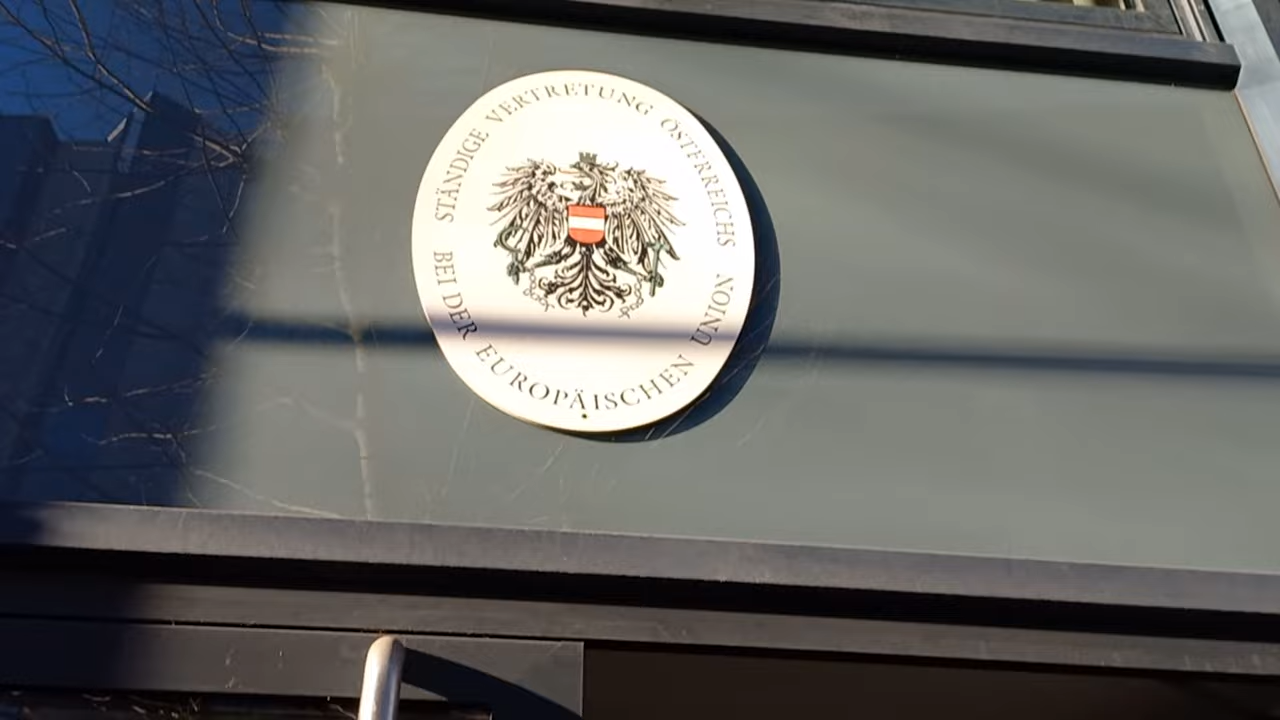 STÄNDIGE VERTRETUNG ÖSTERREICHS
BEI DER EUROPÄISCHEN UNION